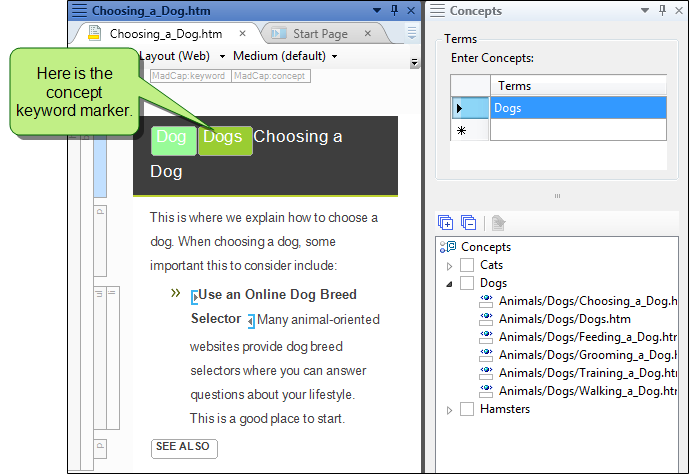 Choosing_a_Dog.htm
Choosing_a_Dog.htm
Start Page
Layout (Web)
Medium (default)
MadCap:keyword
MadCap:concept
Here is the
concept
keyword marker.
Dog Dogs Choosing a
Dog
This is where we explain how to choose a
dog. When choosing a dog, some
important this to consider include:
Use an Online Dog Breed
Selector Many animal-oriented
websites provide dog breed
selectors where you can answer
questions about your lifestyle.
This is a good place to start.
SEE ALSO
p
ul
li
p
Concepts
Terms
Enter Concepts:
Terms
Dogs
Concepts
Cats
Dogs
Animals/Dogs/Choosing_a_Dog.h
Animals/Dogs/Dogs.htm
Animals/Dogs/Feeding_a_Dog.htm
Animals/Dogs/Grooming_a_Dog.h
Animals/Dogs/Training_a_Dog.htm
Animals/Dogs/Walking_a_Dog.htm
Hamsters